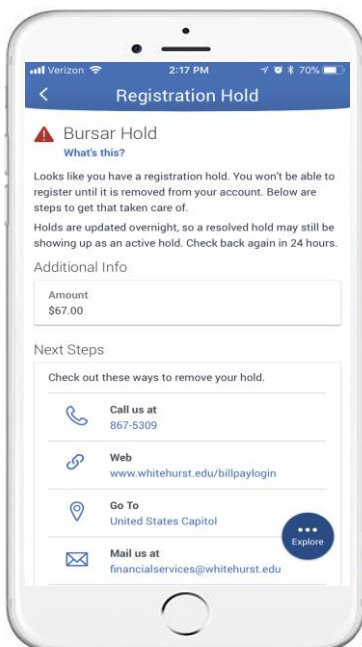 Verizon 2:17 PM 70%
Registration Hold
Bursar Hold
What's this?
Looks like you have a registration hold. You won't be able to
register until it is removed from your account. Below are
steps to get that taken care of.
Holds are updated overnight, so a resolved hold may still be
showing up as an active hold. Check back again in 24 hours.
Additional Info
Amount
$67.00
Next Steps
Check out these ways to remove your hold.
Call us at
867-5309
Web
www.whitehurst.edu/billpaylogin
Go To
United States Capitol
Explore
Mail us at
financialservices@whitehurst.edu